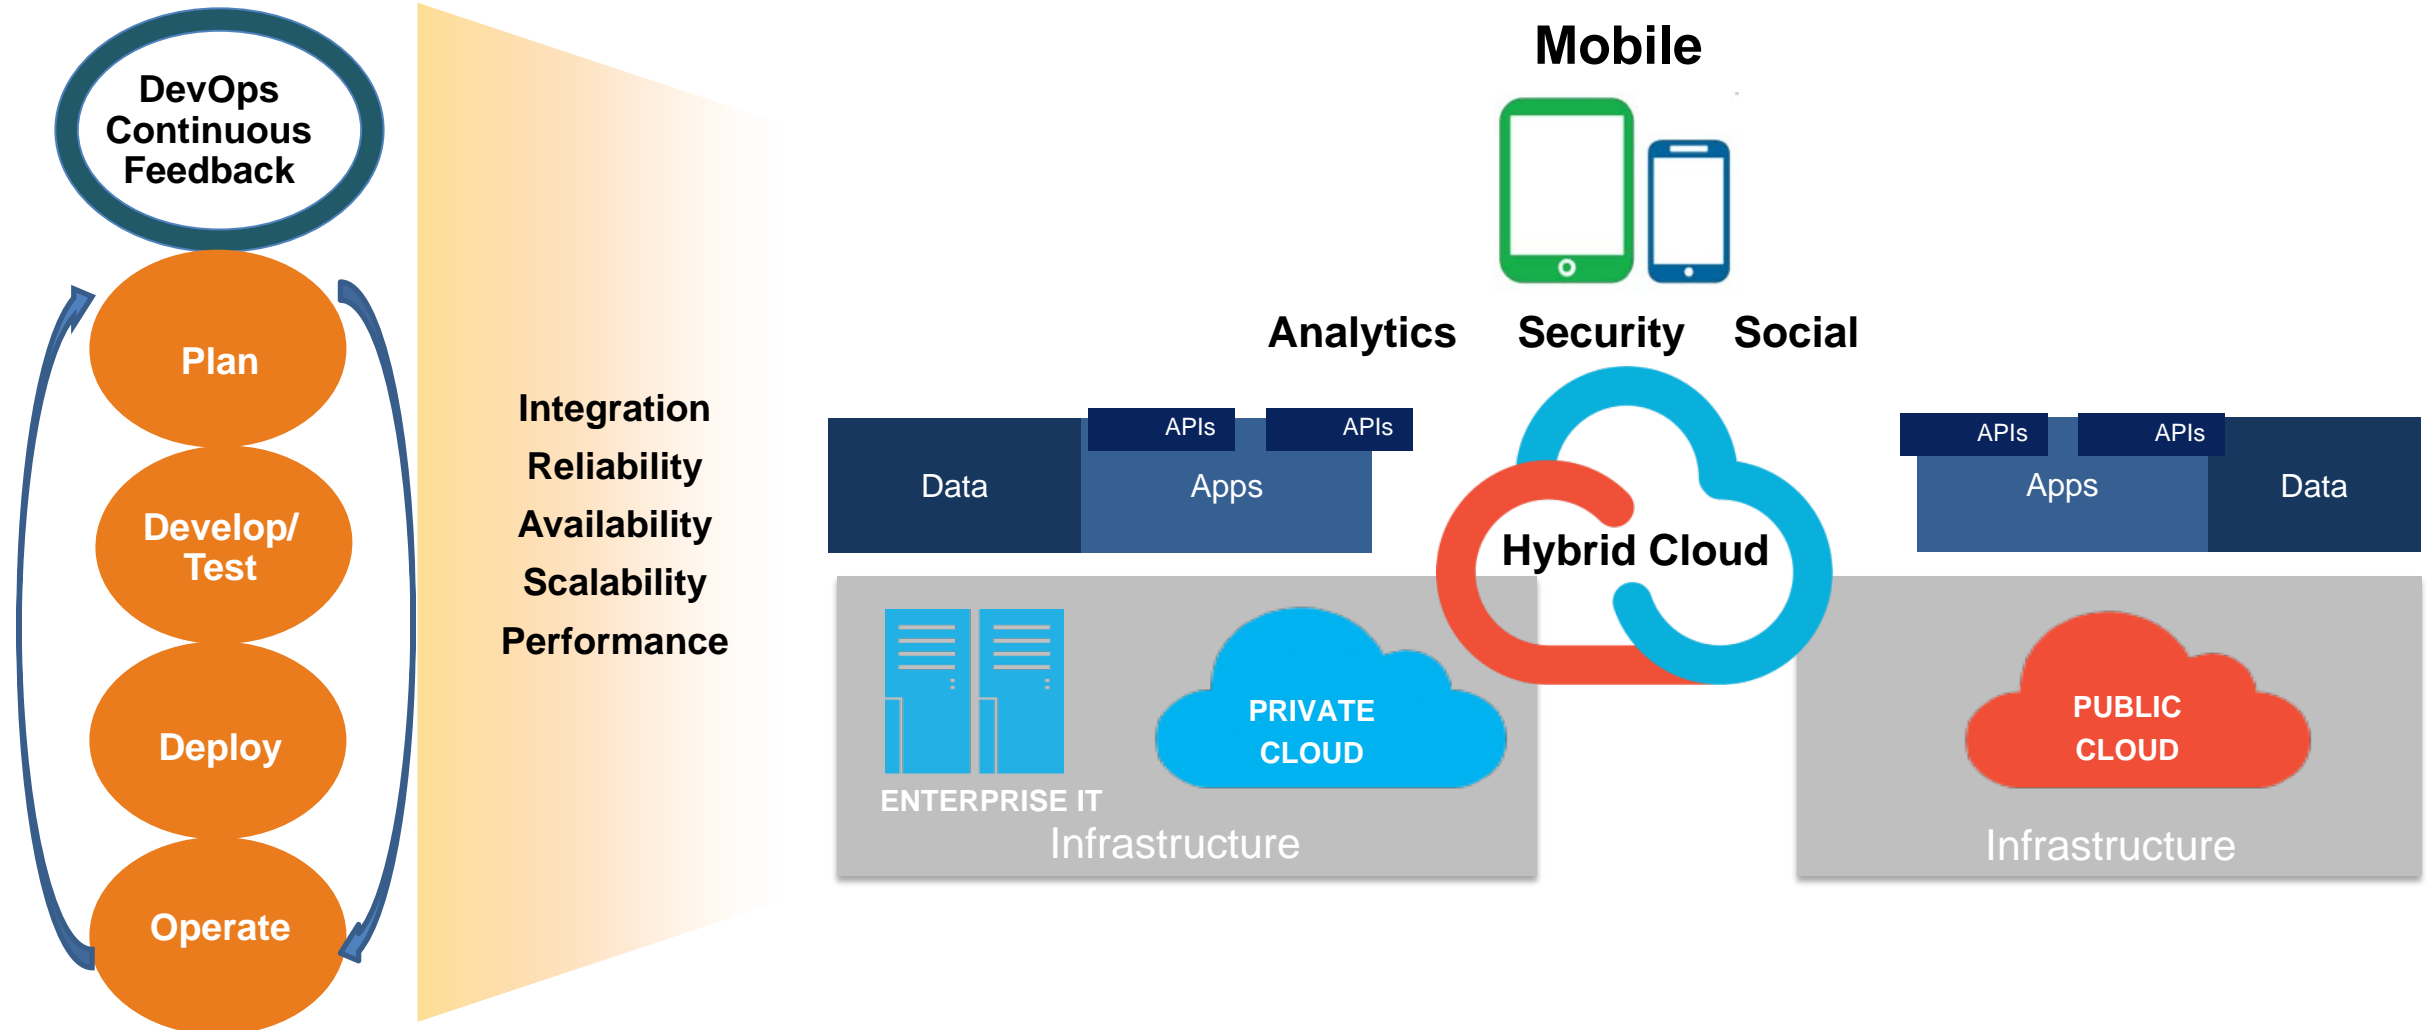 DevOps
Continuous
Feedback
Plan
Develop/
Test
Deploy
Operate
Integration
Reliability
Availability
Scalability
Performance
Mobile
Analytics Security Social
APIs APIs
Data Apps
Hybrid Cloud
APIs APIs
Apps Data
PRIVATE
CLOUD
ENTERPRISE IT
Infrastructure
PUBLIC
CLOUD
Infrastructure